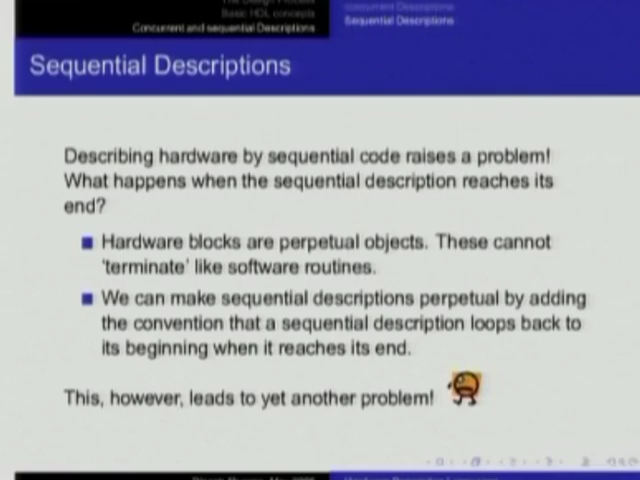 Basic HDL concepts
Concurrent and sequential Descriptions
Concurrent Descriptions
Sequential Descriptions
Sequential Descriptions
Describing hardware by sequential code raises a problem!
What happens when the sequential description reaches its
end?
Hardware blocks are perpetual objects. These cannot
'terminate' like software routines.
We can make sequential descriptions perpetual by adding
the convention that a sequential description loops back to
its beginning when it reaches its end.
This, however, leads to yet another problem!